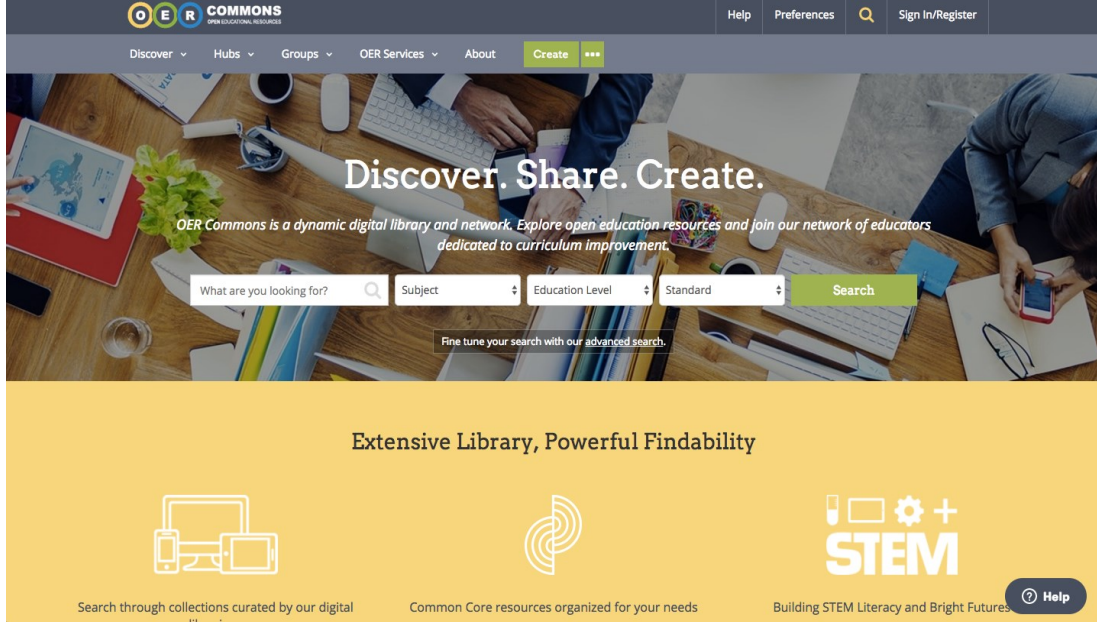 O E R COMMONS
OPEN EDUCATIONAL RESOURCES
Help Preferences Sign In/Register
Discover Hubs Groups OER Services About Create
Discover. Share. Create.
OER Commons is a dynamic digital library and network. Explore open education resources and join our network of educators
dedicated to curriculum improvement.
What are you looking for? Subject Education Level Standard Search
Fine tune your search with our advanced search.
Extensive Library, Powerful Findability
STEM
Search through collections curated by our digital
Common Core resources organized for your needs
Building STEM Literacy and Bright Futures
Help